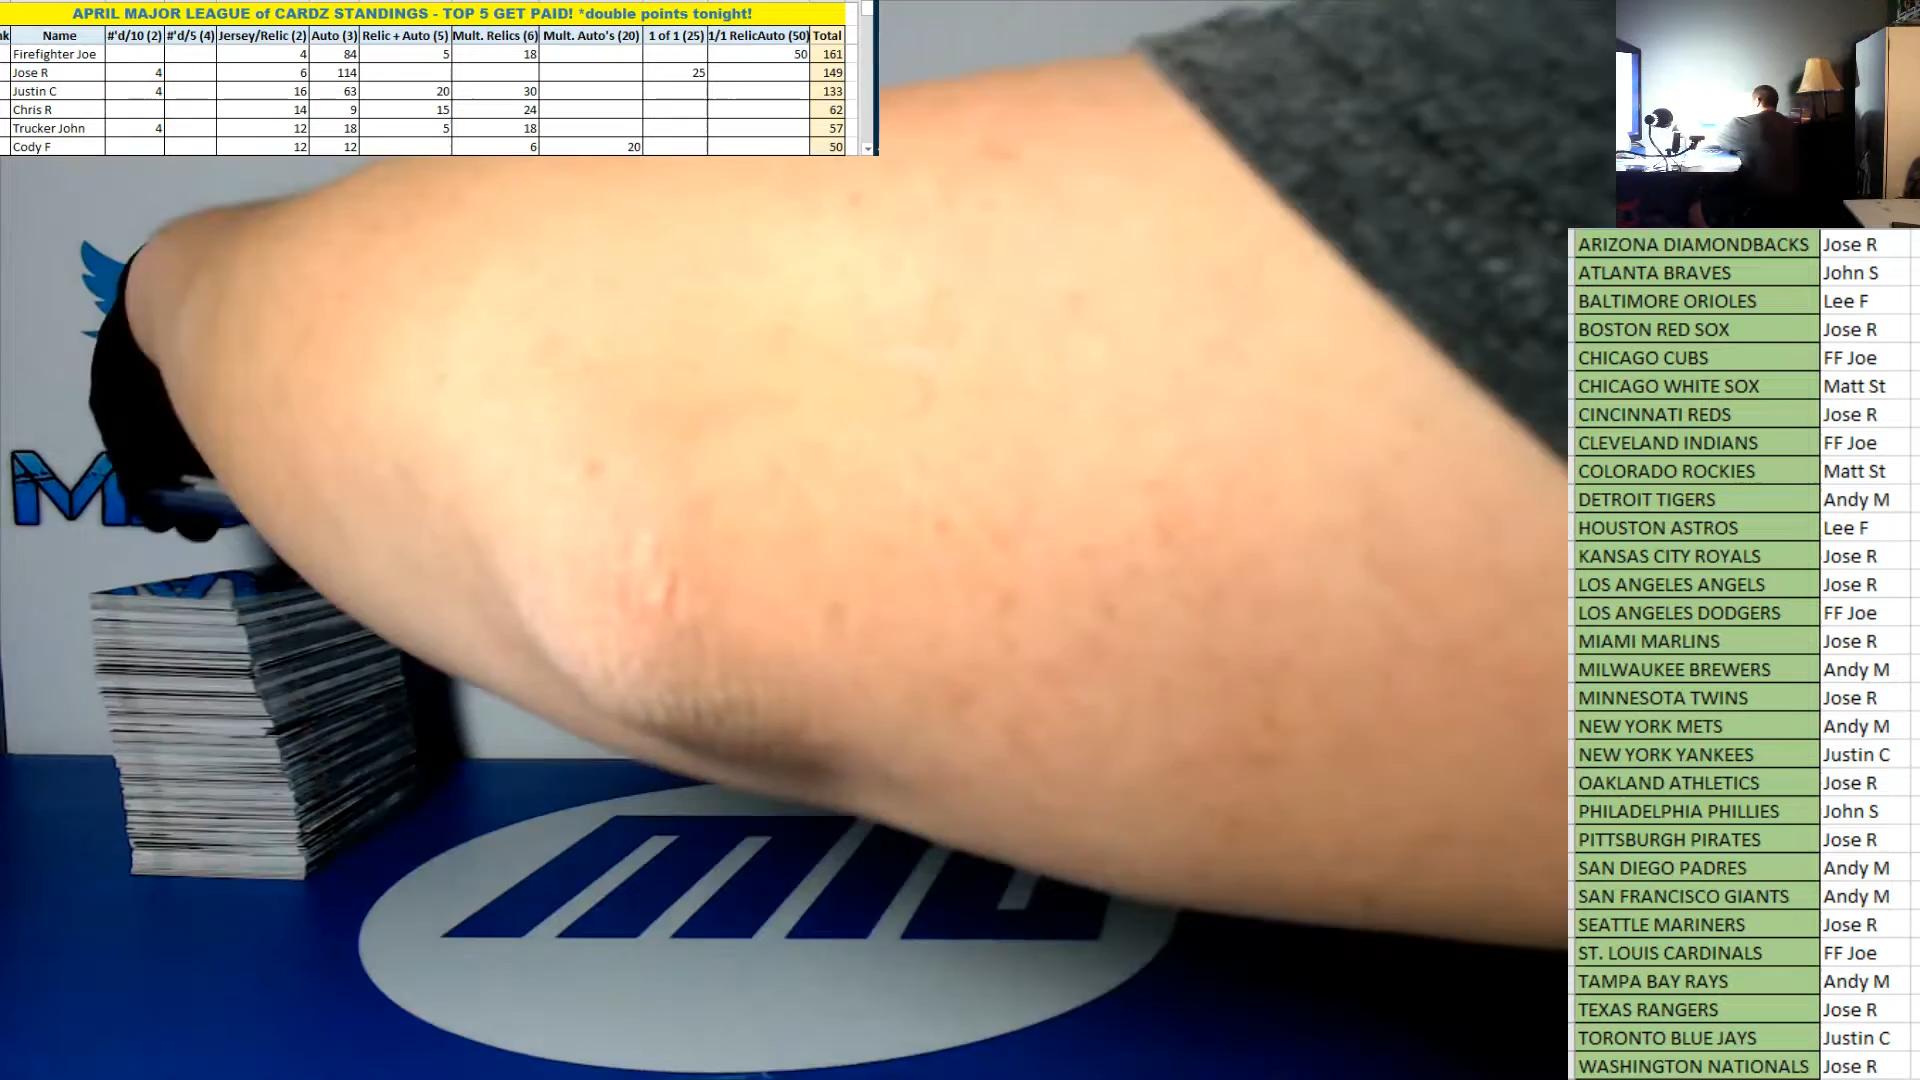 APRIL MAJOR LEAGUE of CARDZ STANDINGS - TOP 5 GET PAID! *double points tonight!
Name #'d/10 (2) #'d/5 (4) Jersey/Relic (2) Auto (3) Relic + Auto (5) Mult. Relics (6) Mult. Auto's (20) 1 of 1 (25) 1/1 RelicAuto (50) Total
Firefighter Joe 4 84 5 18 50 161
Jose R 4 6 114 25 149
Justin C 4 16 63 20 30 133
Chris R 14 9 15 24 62
Trucker John 4 12 18 5 18 57
Cody F 12 12 6 20 50
ARIZONA DIAMONDBACKS Jose R
ATLANTA BRAVES John S
BALTIMORE ORIOLES Lee F
BOSTON RED SOX Jose R
CHICAGO CUBS FF Joe
CHICAGO WHITE SOX Matt St
CINCINNATI REDS Jose R
CLEVELAND INDIANS FF Joe
COLORADO ROCKIES Matt St
DETROIT TIGERS Andy M
HOUSTON ASTROS Lee F
KANSAS CITY ROYALS Jose R
LOS ANGELES ANGELS Jose R
LOS ANGELES DODGERS FF Joe
MIAMI MARLINS Jose R
MILWAUKEE BREWERS Andy M
MINNESOTA TWINS Jose R
NEW YORK METS Andy M
NEW YORK YANKEES Justin C
OAKLAND ATHLETICS Jose R
PHILADELPHIA PHILLIES John S
PITTSBURGH PIRATES Jose R
SAN DIEGO PADRES Andy M
SAN FRANCISCO GIANTS Andy M
SEATTLE MARINERS Jose R
ST. LOUIS CARDINALS FF Joe
TAMPA BAY RAYS Andy M
TEXAS RANGERS Jose R
TORONTO BLUE JAYS Justin C
WASHINGTON NATIONALS Jose R